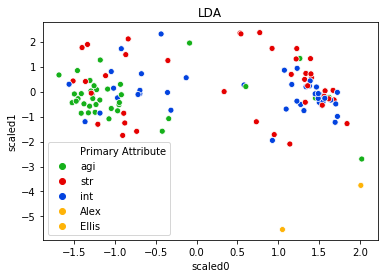 LDA
scaled1
2
1
0
−1
−2
−3
−4
−5
Primary Attribute
agi
str
int
Alex
Ellis
−1.5 −1.0 −0.5 0.0 0.5 1.0 1.5 2.0
scaled0